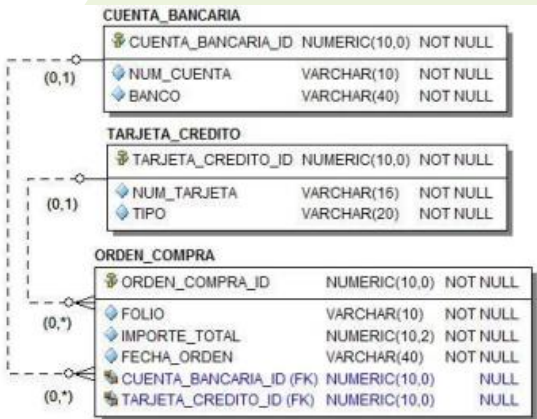 CUENTA_BANCARIA
CUENTA_BANCARIA_ID NUMERIC(10,0) NOT NULL
(0,1)
NUM_CUENTA VARCHAR(10) NOT NULL
BANCO VARCHAR(40) NOT NULL
TARJETA_CREDITO
TARJETA_CREDITO_ID NUMERIC(10,0) NOT NULL
(0,1)
NUM_TARJETA VARCHAR(16) NOT NULL
TIPO VARCHAR(20) NOT NULL
ORDEN_COMPRA
ORDEN_COMPRA_ID NUMERIC(10,0) NOT NULL
(0,*)
FOLIO VARCHAR(10) NOT NULL
IMPORTE_TOTAL NUMERIC(10,2) NOT NULL
FECHA_ORDEN VARCHAR(40) NOT NULL
CUENTA_BANCARIA_ID (FK) NUMERIC(10,0) NULL
TARJETA_CREDITO_ID (FK) NUMERIC(10,0) NULL
(0,*)